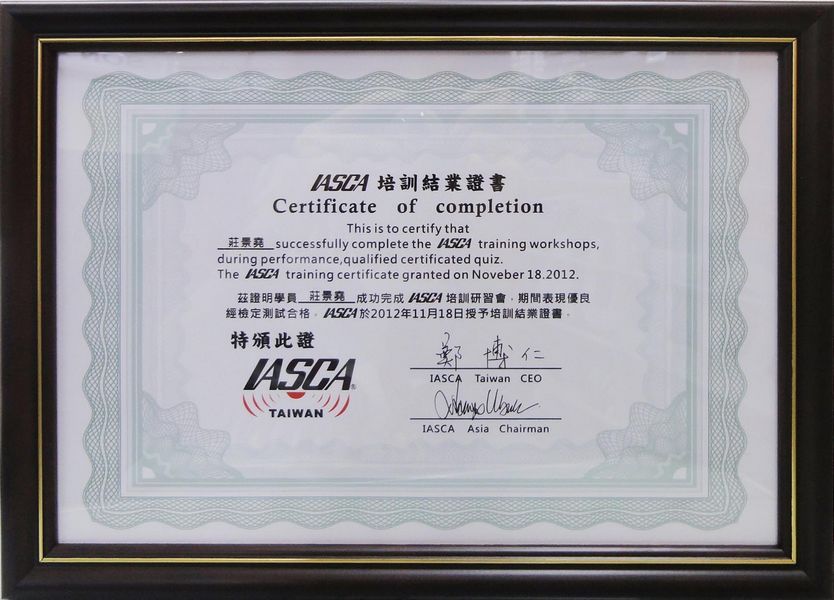 IASCA 培訓結業證書
Certificate of completion
This is to certify that
莊景堯 successfully complete the IASCA training workshops,
during performance,qualified certificated quiz.
The IASCA training certificate granted on Noveber 18.2012.
茲證明學員 莊景堯 成功完成 IASCA 培訓研習會，期間表現優良
經檢定測試合格。IASCA於2012年11月18日授予培訓結業證書。
特頒此證
IASCA®
TAIWAN
鄭博仁
IASCA Taiwan CEO
IASCA Asia Chairman